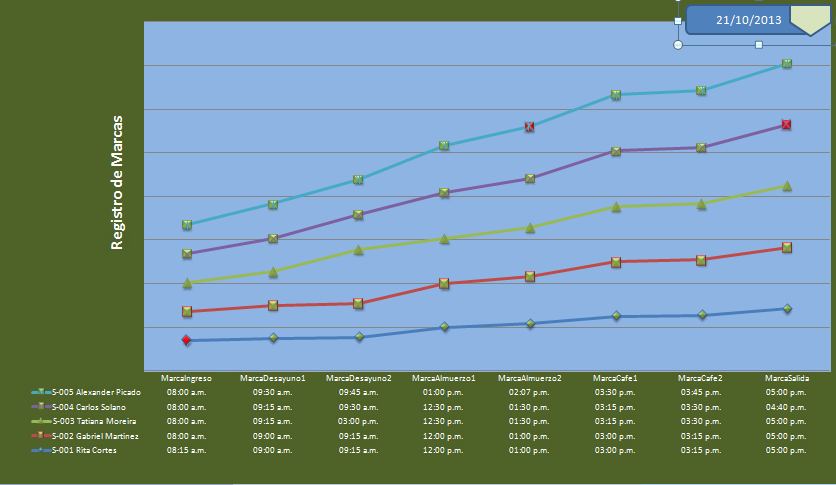 21/10/2013
Registro de Marcas
MarcaIngreso MarcaDesayuno1 MarcaDesayuno2 MarcaAlmuerzo1 MarcaAlmuerzo2 MarcaCafe1 MarcaCafe2 MarcaSalida
S-005 Alexander Picado 08:00 a.m. 09:30 a.m. 09:45 a.m. 01:00 p.m. 02:07 p.m. 03:30 p.m. 03:45 p.m. 05:00 p.m.
S-004 Carlos Solano 08:00 a.m. 09:15 a.m. 09:30 a.m. 12:30 p.m. 01:30 p.m. 03:15 p.m. 03:30 p.m. 04:40 p.m.
S-003 Tatiana Moreira 08:00 a.m. 09:15 a.m. 03:00 p.m. 12:30 p.m. 01:30 p.m. 03:15 p.m. 03:30 p.m. 05:00 p.m.
S-002 Gabriel Martinez 08:00 a.m. 09:00 a.m. 09:15 a.m. 12:00 p.m. 01:00 p.m. 03:00 p.m. 03:15 p.m. 05:00 p.m.
S-001 Rita Cortes 08:15 a.m. 09:00 a.m. 09:15 a.m. 12:00 p.m. 01:00 p.m. 03:00 p.m. 03:15 p.m. 05:00 p.m.